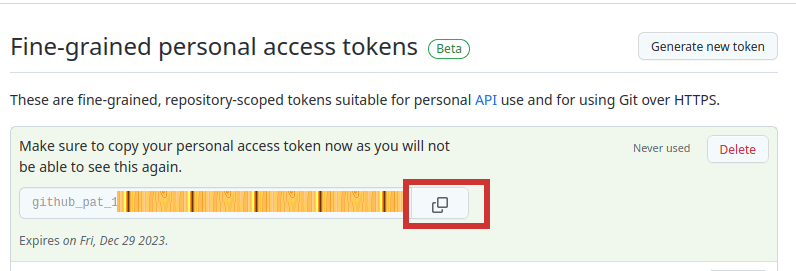 Fine-grained personal access tokens Beta Generate new token
These are fine-grained, repository-scoped tokens suitable for personal API use and for using Git over HTTPS.
Make sure to copy your personal access token now as you will not
be able to see this again.
Never used
Delete
github_pat_1
Expires on Fri, Dec 29 2023.